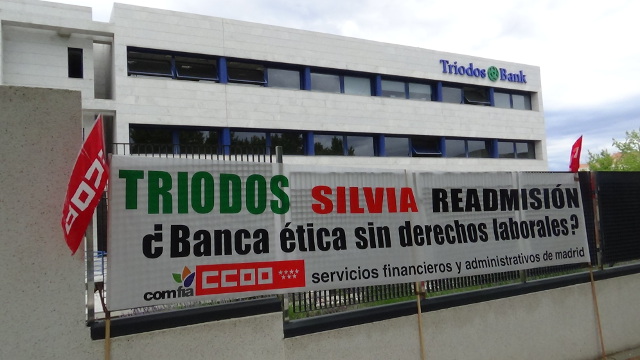 Triodos Bank
TRIODOS SILVIA READMISIÓN
¿Banca ética sin derechos laborales?
comfia CCOO servicios financieros y administrativos de madrid
CCOO